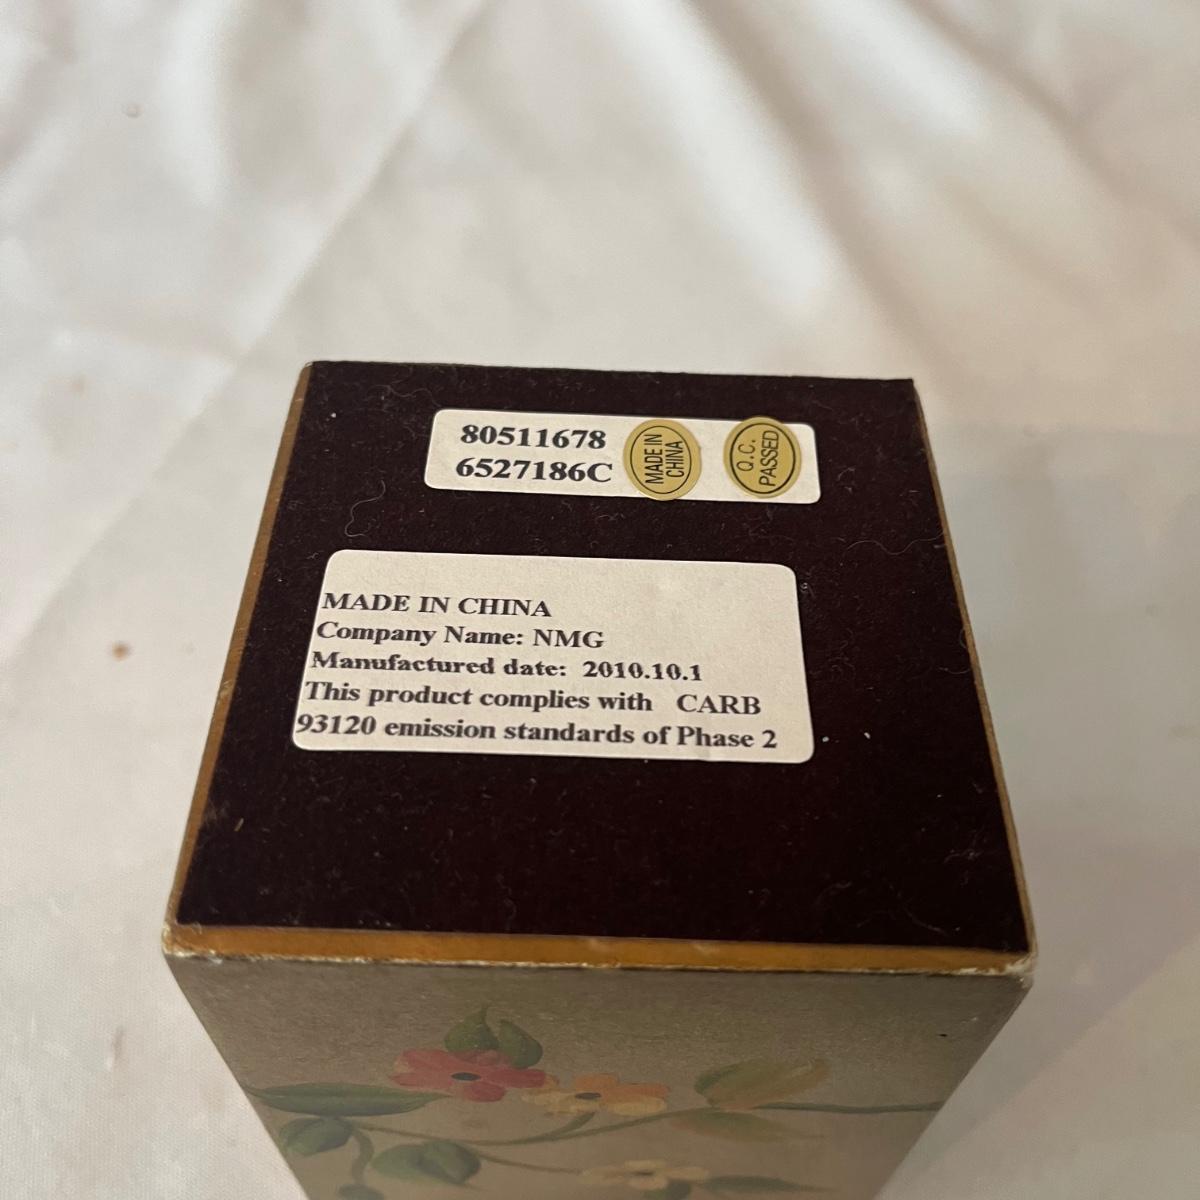 80511678
6527186C
MADE IN
CHINA
Q.C.
PASSED
MADE IN CHINA
Company Name: NMG
Manufactured date: 2010.10.1
This product complies with CARB
93120 emission standards of Phase 2